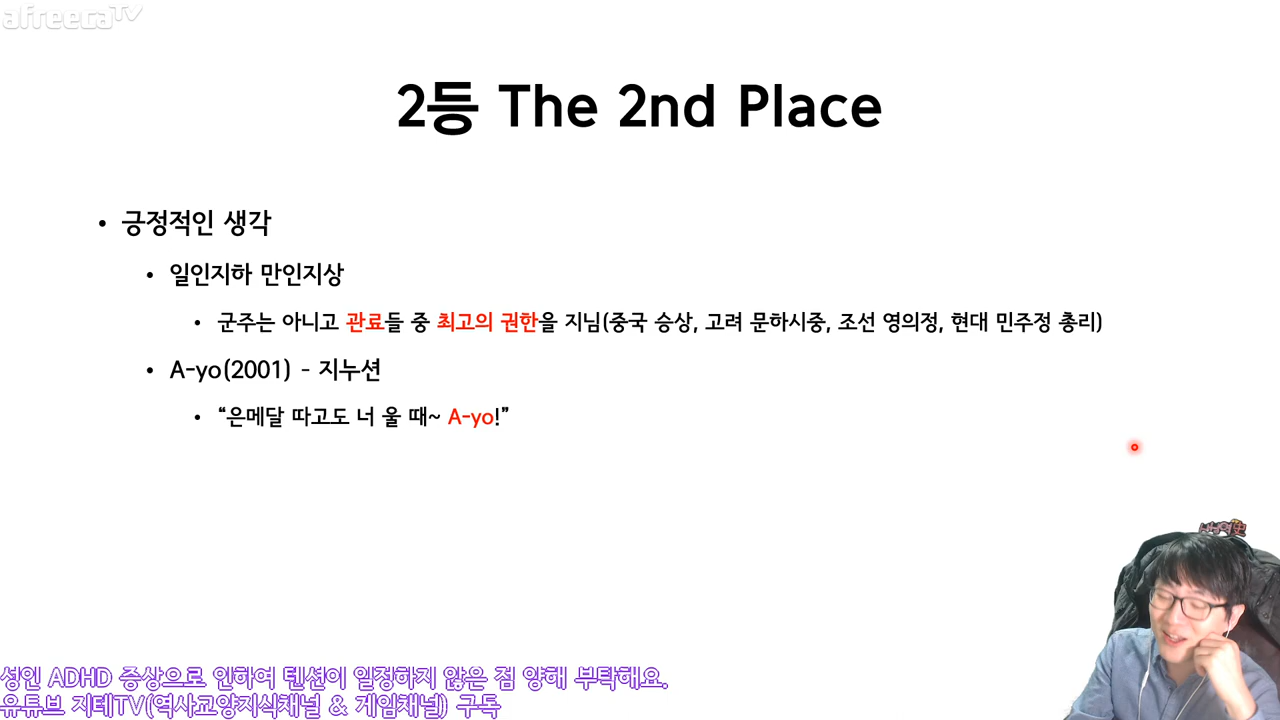 afreecaTV
2등 The 2nd Place
• 긍정적인 생각
• 일인지하 만인지상
• 군주는 아니고 관료들 중 최고의 권한을 지님(중국 승상, 고려 문하시중, 조선 영의정, 현대 민주정 총리)
• A-yo(2001) - 지누션
• “은메달 따고도 너 울 때~ A-yo!”
성인 ADHD 증상으로 인하여 텐션이 일정하지 않은 점 양해 부탁해요.
유튜브 지테TV(역사교양지식채널 & 게임채널) 구독